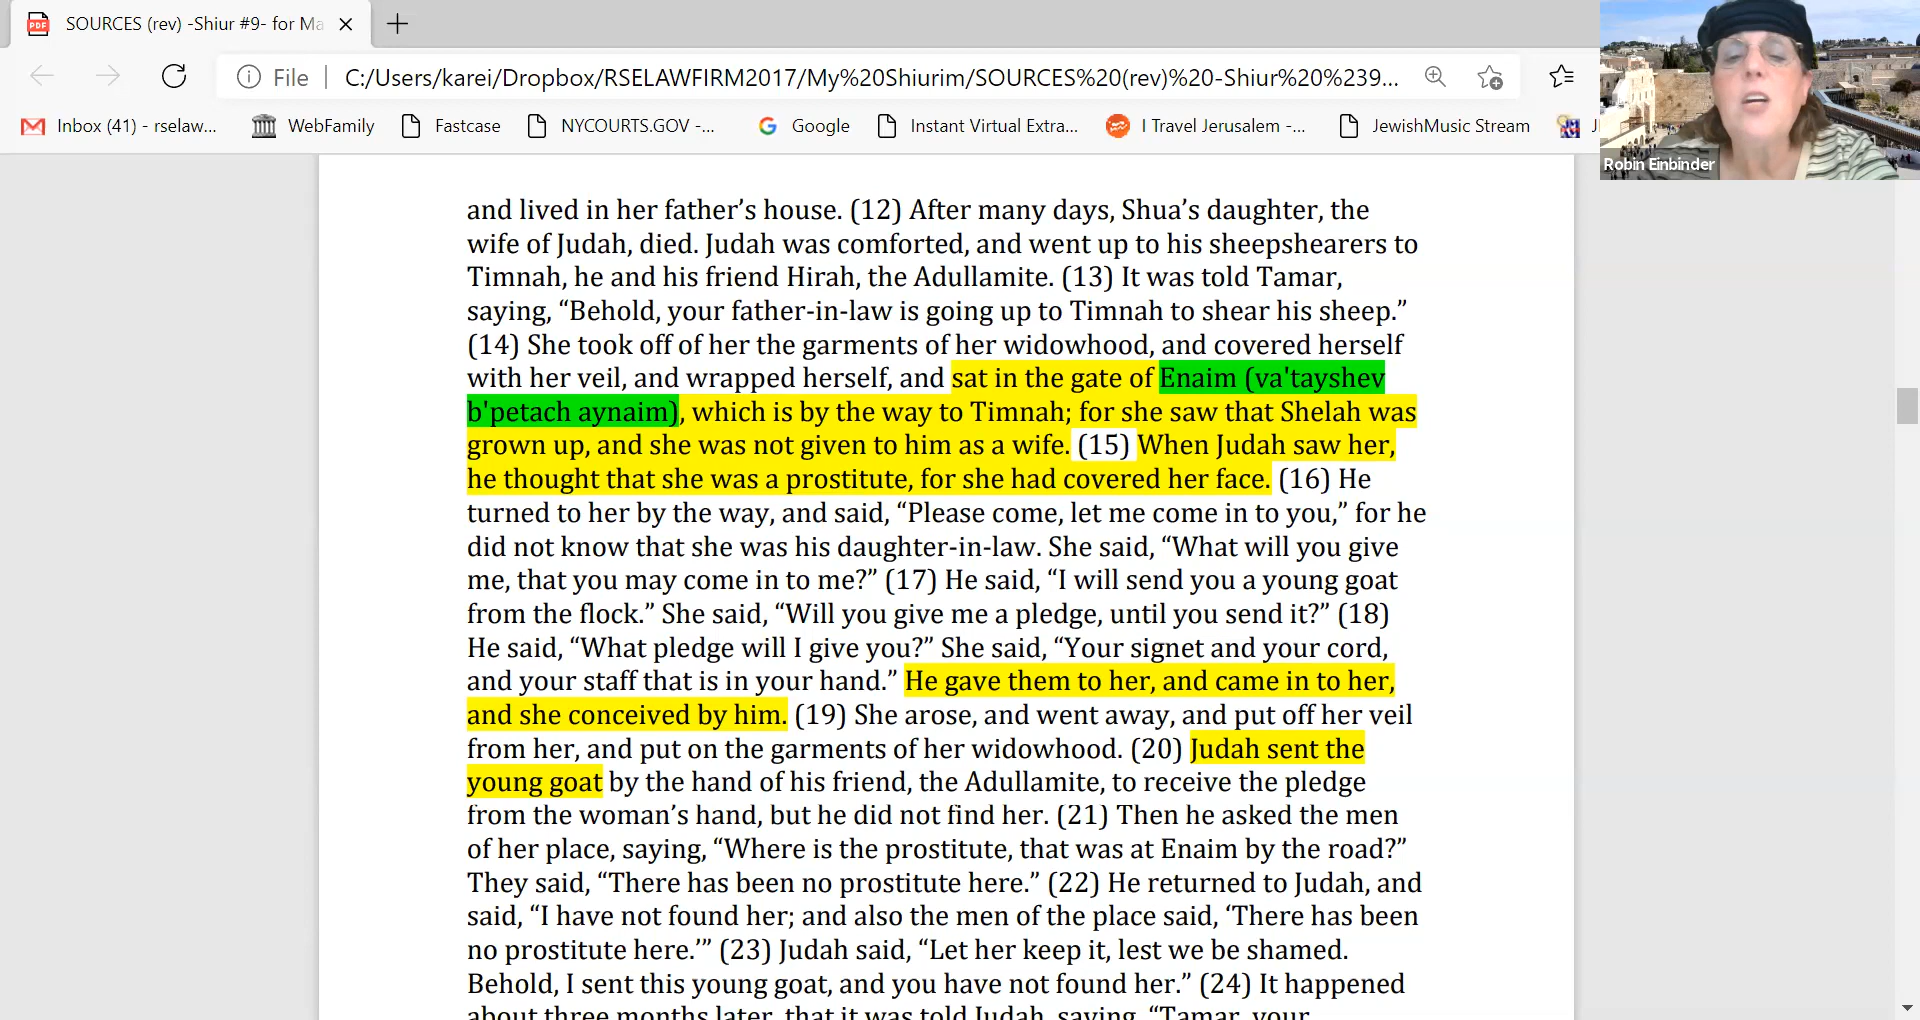 SOURCES (rev) -Shiur #9- for Ma
File
C:/Users/karei/Dropbox/RSELAWFIRM2017/My%20Shiurim/SOURCES%20(rev)%20-Shiur%20%239...
Inbox (41) - rselaw...
WebFamily
Fastcase
NYCOURTS.GOV -...
Google
Instant Virtual Extra...
I Travel Jerusalem -...
JewishMusic Stream
Robin Einbinder
and lived in her father’s house. (12) After many days, Shua’s daughter, the
wife of Judah, died. Judah was comforted, and went up to his sheepshearers to
Timnah, he and his friend Hirah, the Adullamite. (13) It was told Tamar,
saying, “Behold, your father-in-law is going up to Timnah to shear his sheep.”
(14) She took off of her the garments of her widowhood, and covered herself
with her veil, and wrapped herself, and sat in the gate of Enaim (va'tayshev
b'petach aynaim), which is by the way to Timnah; for she saw that Shelah was
grown up, and she was not given to him as a wife. (15) When Judah saw her,
he thought that she was a prostitute, for she had covered her face. (16) He
turned to her by the way, and said, “Please come, let me come in to you,” for he
did not know that she was his daughter-in-law. She said, “What will you give
me, that you may come in to me?” (17) He said, “I will send you a young goat
from the flock.” She said, “Will you give me a pledge, until you send it?” (18)
He said, “What pledge will I give you?” She said, “Your signet and your cord,
and your staff that is in your hand.” He gave them to her, and came in to her,
and she conceived by him. (19) She arose, and went away, and put off her veil
from her, and put on the garments of her widowhood. (20) Judah sent the
young goat by the hand of his friend, the Adullamite, to receive the pledge
from the woman’s hand, but he did not find her. (21) Then he asked the men
of her place, saying, “Where is the prostitute, that was at Enaim by the road?”
They said, “There has been no prostitute here.” (22) He returned to Judah, and
said, “I have not found her; and also the men of the place said, ‘There has been
no prostitute here.’” (23) Judah said, “Let her keep it, lest we be shamed.
Behold, I sent this young goat, and you have not found her.” (24) It happened
about three months later, that it was told Judah, saying, “Tamar, your